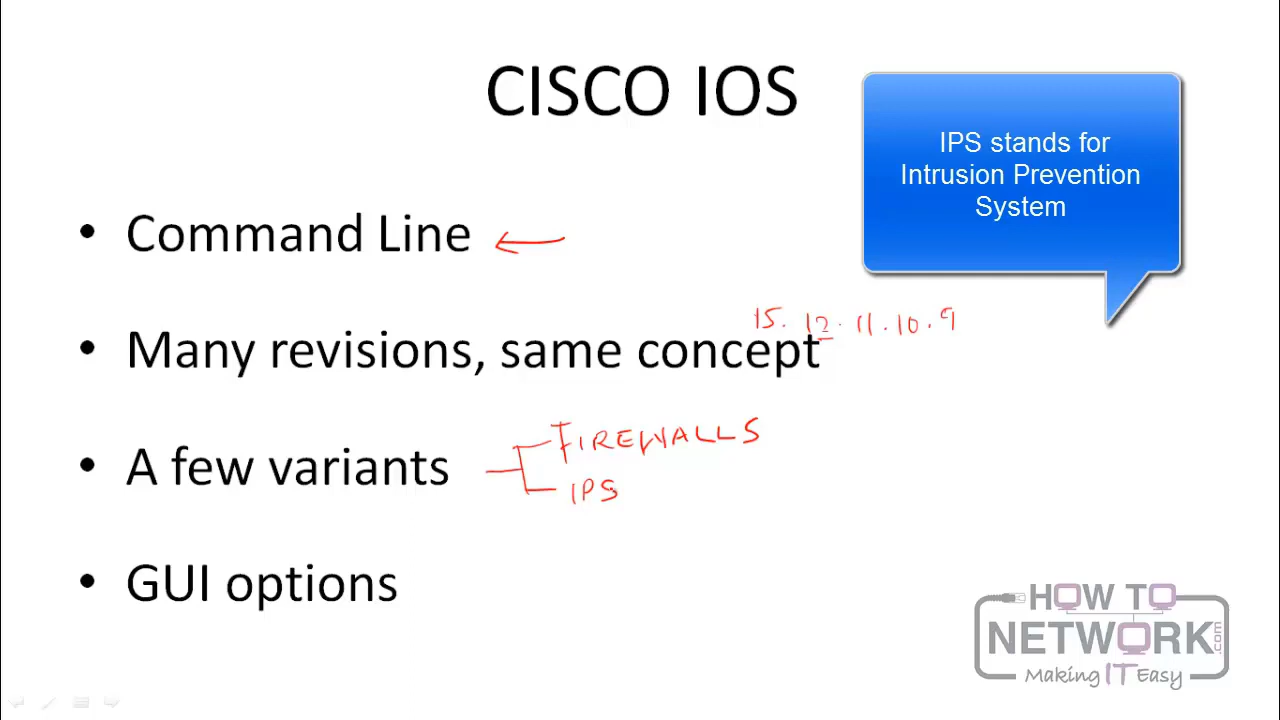 CISCO IOS
IPS stands for
Intrusion Prevention
System
• Command Line
15. 12. 11. 10. 9
• Many revisions, same concept
FIREWALLS
• A few variants
IPS
• GUI options
HOW TO
NETWORK.com
Making IT Easy